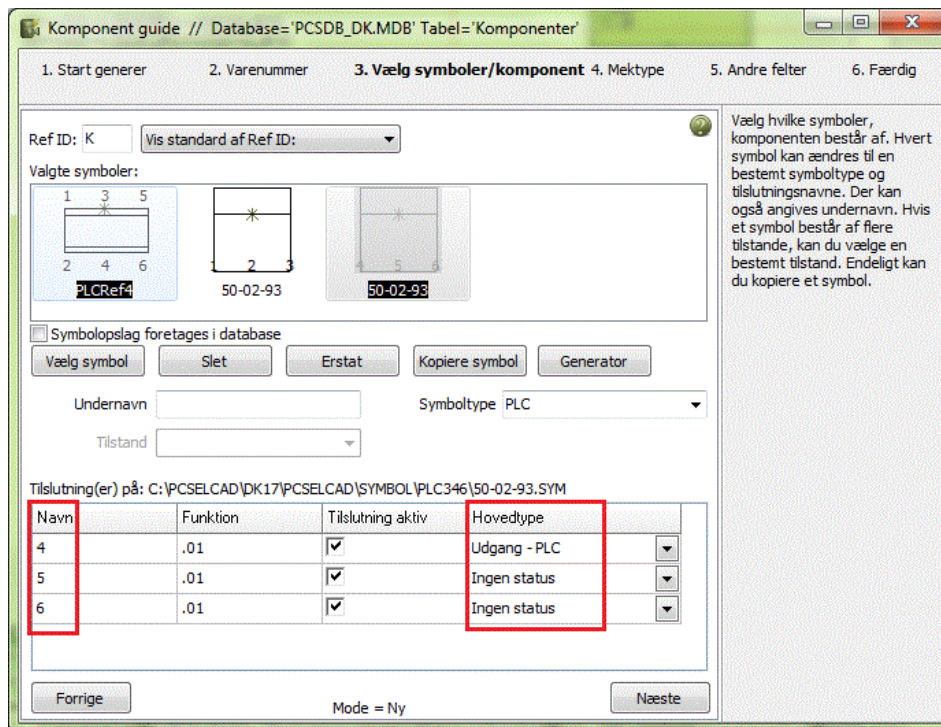 Komponent guide // Database='PCSDB_DK.MDB' Tabel='Komponenter'
1. Start generer 2. Varenummer 3. Vælg symboler/komponent 4. Mektype 5. Andre felter 6. Færdig
Ref ID: K Vis standard af Ref ID:
Valgte symboler:
1 3 5
2 4 6 1 2 3 4 5 6
PLCRef4 50-02-93 50-02-93
Symbolopslag foretages i database
Vælg symbol Slet Erstat Kopiere symbol Generator
Undernavn Symboltype PLC
Tilstand
Tilslutning(er) på: C:\PCSELCAD\DK17\PCSELCAD\SYMBOL\PLC346\50-02-93.SYM
Navn Funktion Tilslutning aktiv Hovedtype
4 .01 Udgang - PLC
5 .01 Ingen status
6 .01 Ingen status
Forrige Mode = Ny Næste
Vælg hvilke symboler,
komponenten består af. Hvert
symbol kan ændres til en
bestemt symboltype og
tilslutningsnavne. Der kan
også angives undernavn. Hvis
et symbol består af flere
tilstande, kan du vælge en
bestemt tilstand. Endeligt kan
du kopiere et symbol.